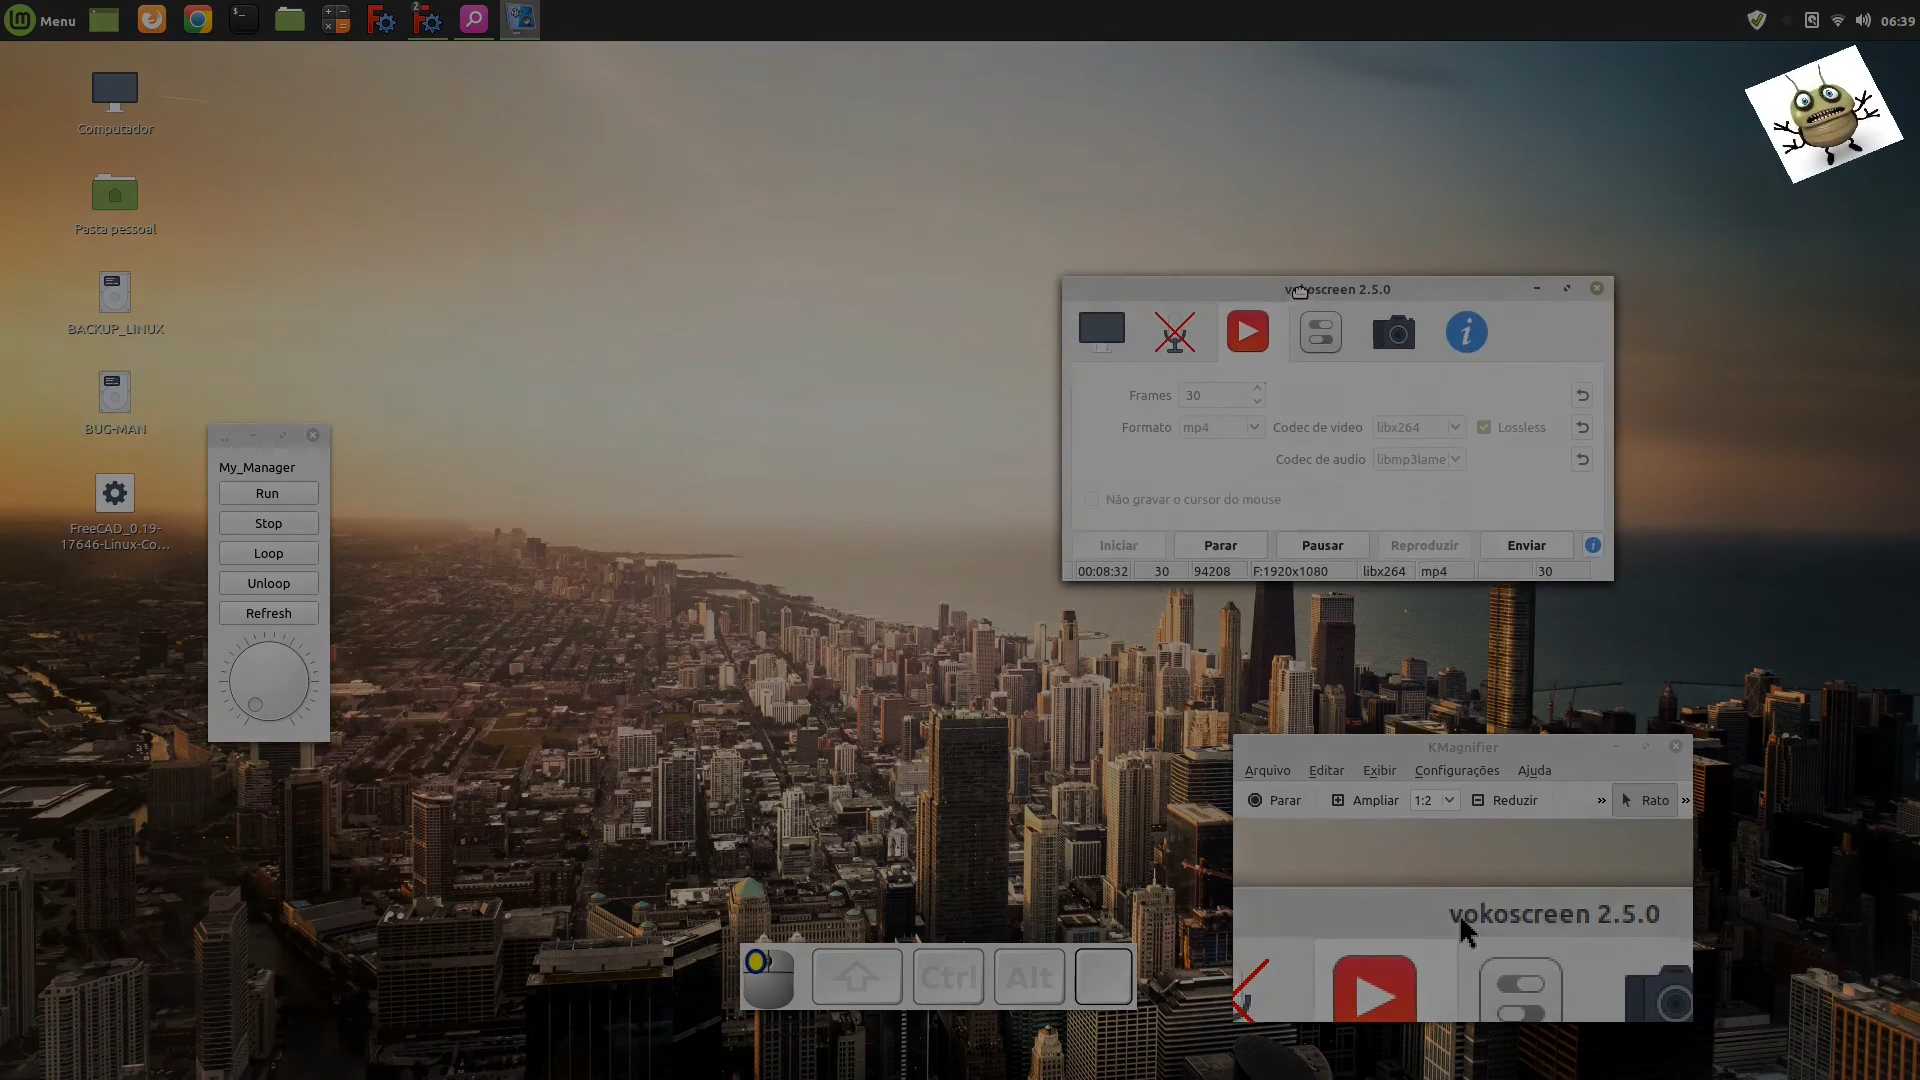 Menu
2
06:39
Computador
Pasta pessoal
BACKUP_LINUX
BUG-MAN
FreeCAD_0.19-
17646-Linux-Co...
My_Manager
Run
Stop
Loop
Unloop
Refresh
vokoscreen 2.5.0
Frames 30
Formato mp4 Codec de video libx264 Lossless
Codec de audio libmp3lame
Não gravar o cursor do mouse
Iniciar Parar Pausar Reproduzir Enviar
00:08:32 30 94208 F:1920x1080 libx264 mp4 30
KMagnifier
Arquivo Editar Exibir Configurações Ajuda
Parar Ampliar 1:2 Reduzir » Rato »
vokoscreen 2.5.0
Ctrl Alt